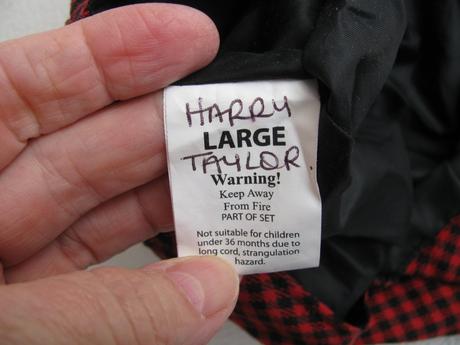 HARRY
LARGE
TAYLOR
Warning!
Keep Away
From Fire
PART OF SET
Not suitable for children
under 36 months due to
long cord, strangulation
hazard.